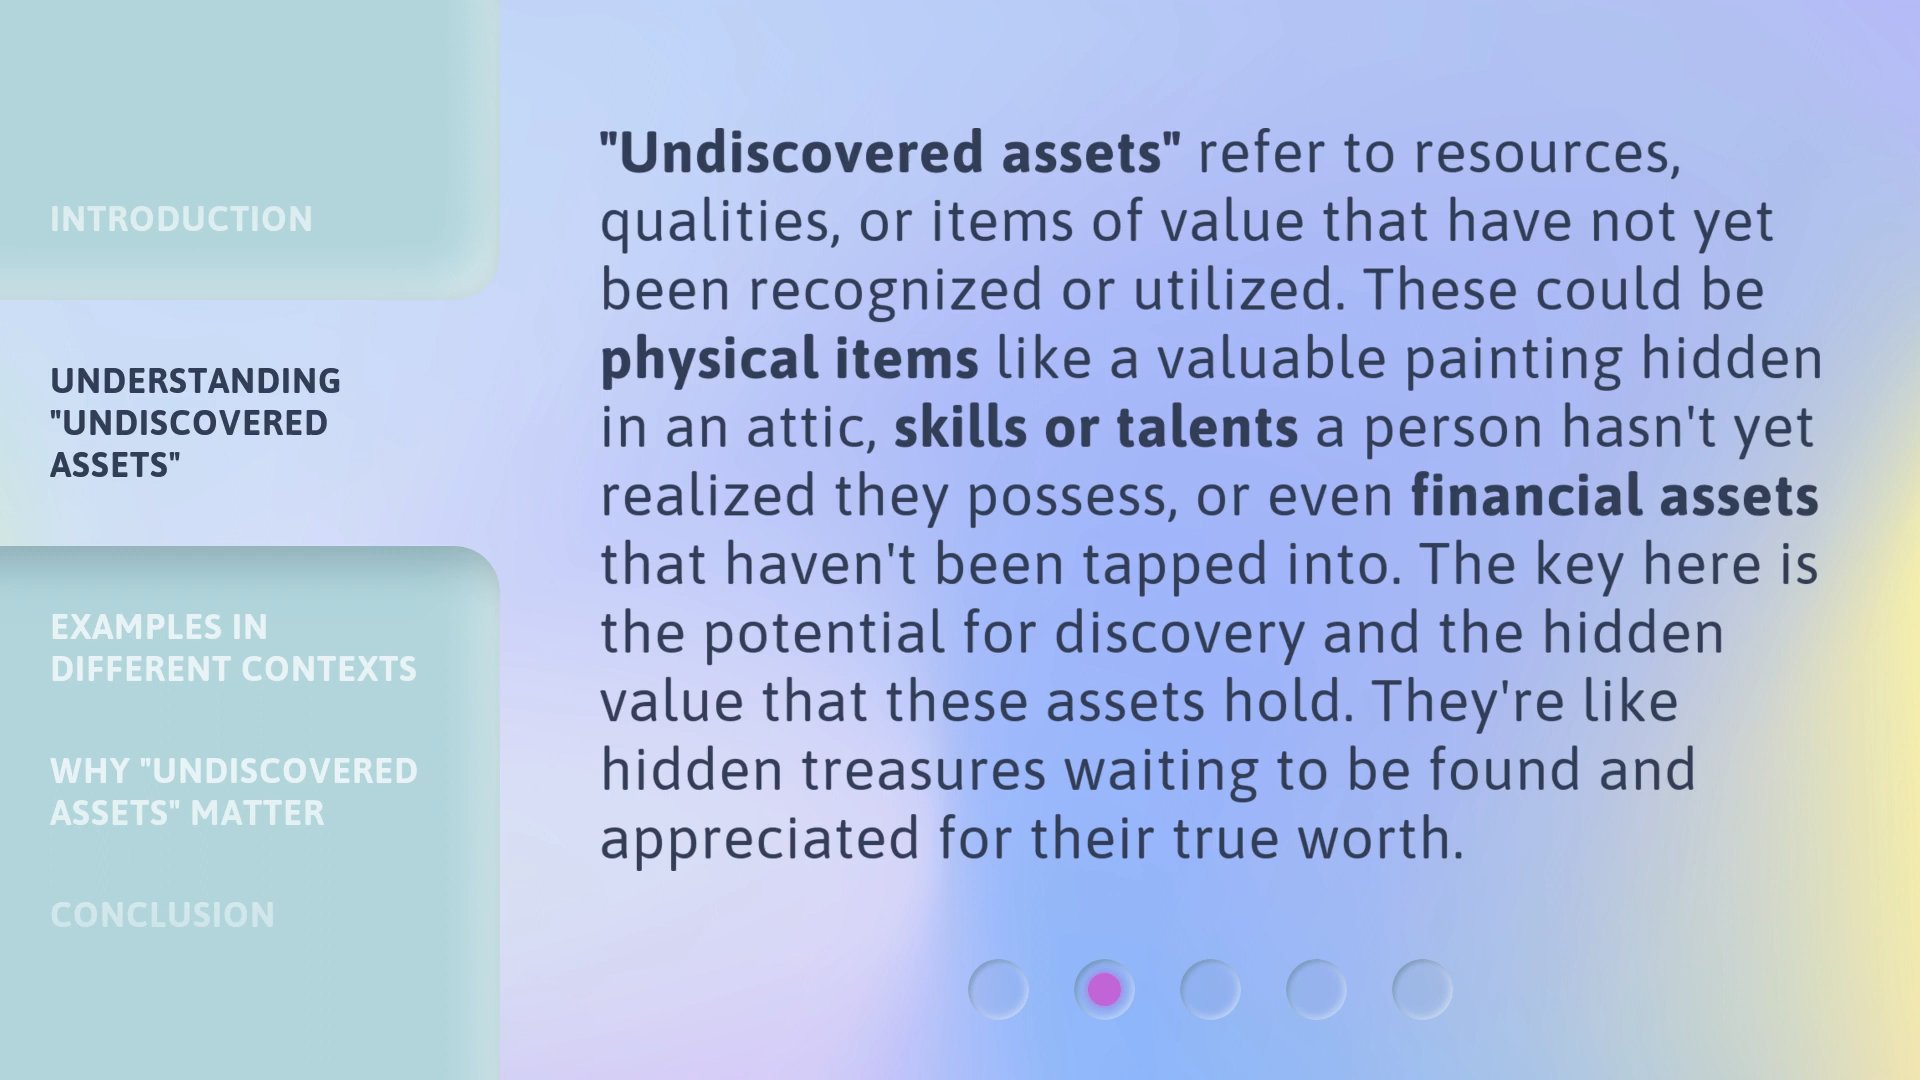 INTRODUCTION
UNDERSTANDING
"UNDISCOVERED
ASSETS"
EXAMPLES IN
DIFFERENT CONTEXTS
WHY "UNDISCOVERED
ASSETS" MATTER
CONCLUSION
"Undiscovered assets" refer to resources,
qualities, or items of value that have not yet
been recognized or utilized. These could be
physical items like a valuable painting hidden
in an attic, skills or talents a person hasn't yet
realized they possess, or even financial assets
that haven't been tapped into. The key here is
the potential for discovery and the hidden
value that these assets hold. They're like
hidden treasures waiting to be found and
appreciated for their true worth.